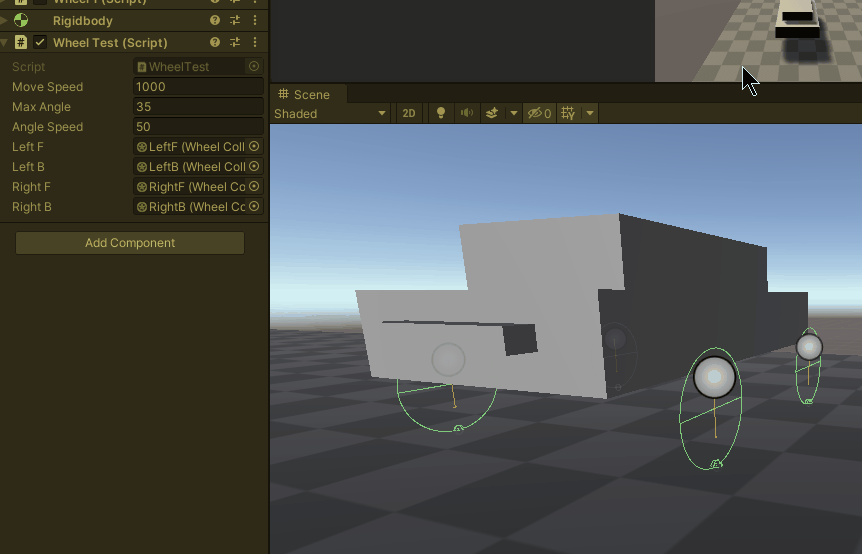 Rigidbody
Wheel Test (Script)
Script
WheelTest
Move Speed
1000
Max Angle
35
Angle Speed
50
Left F
LeftF (Wheel Coll
Left B
LeftB (Wheel Coll
Right F
RightF (Wheel Co
Right B
RightB (Wheel Co
Add Component
Scene
Shaded
2D
0